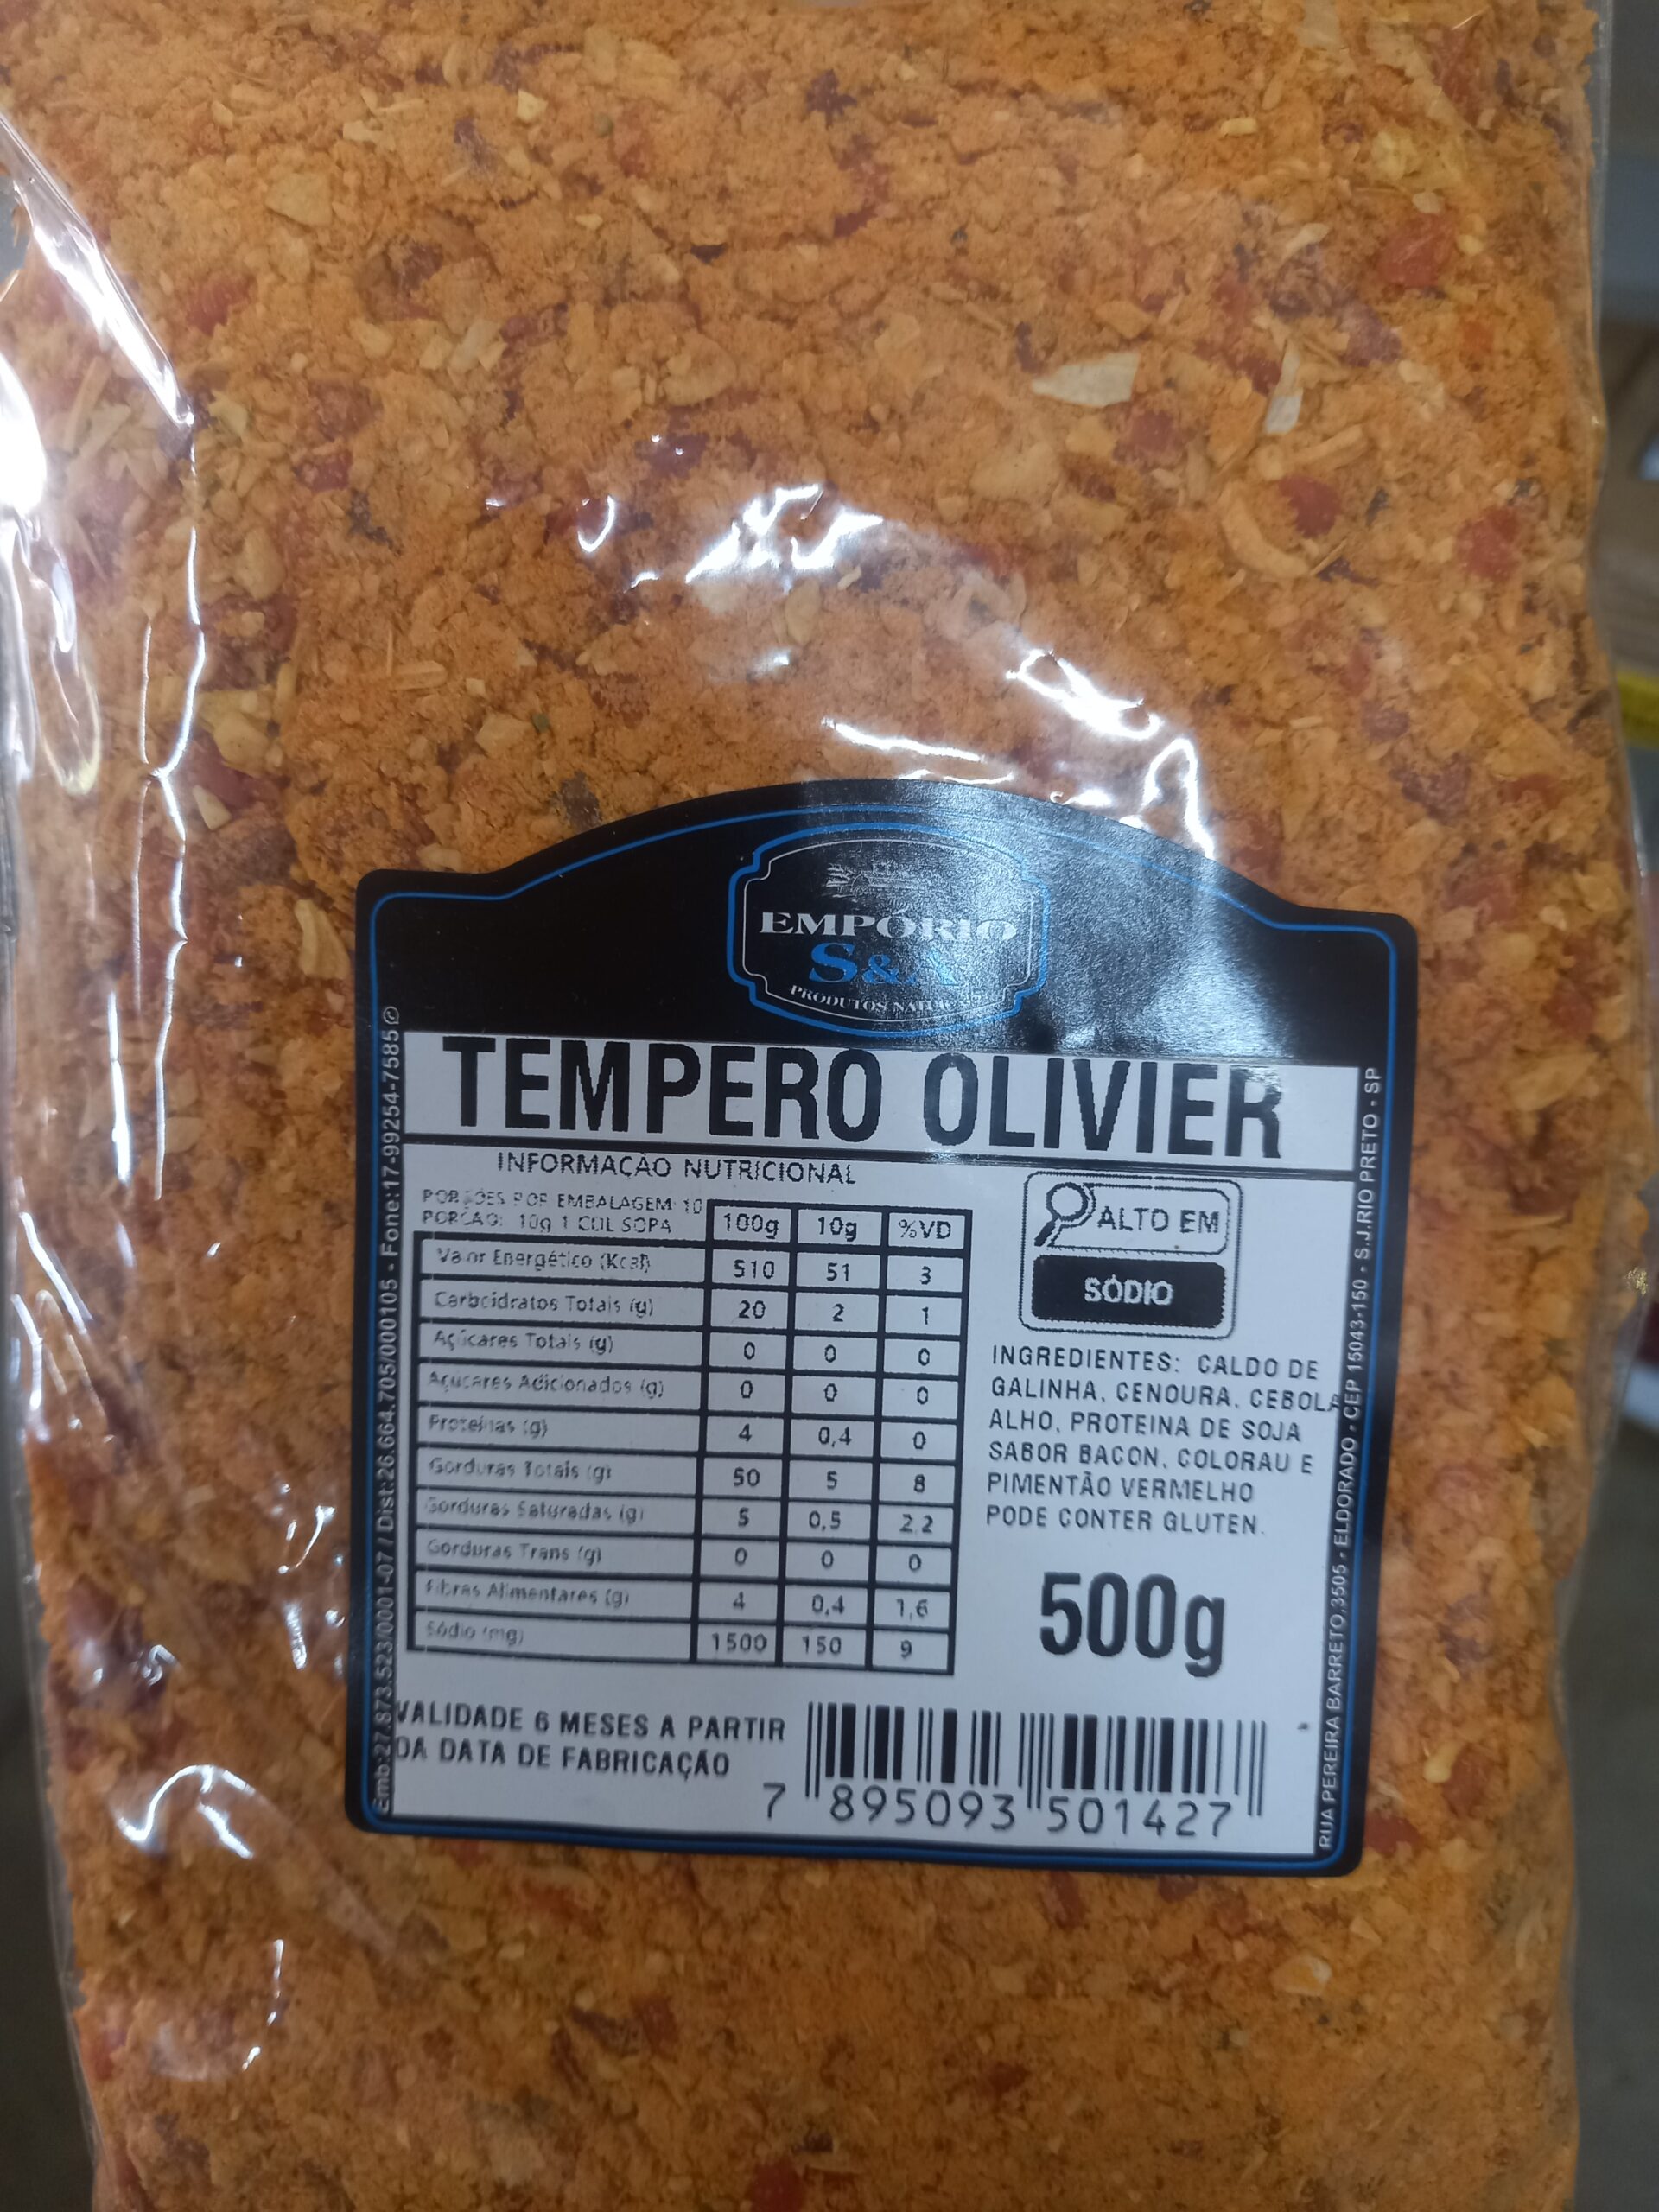 EMPÓRIO
S&
PRODUTOS
TEMPERO OLIVIER
INFORMAÇÃO NUTRICIONAL
PORÇÕES POR EMBALAGEM: 10
PORÇÃO: 10g 1 COL SOPA
100g 10g %VD
Valor Energético (Kcal) 510 51 3
Carboidratos Totais (g) 20 2 1
Açúcares Totais (g) 0 0 0
Açucares Adicionados (g) 0 0 0
Proteínas (g) 4 0,4 0
Gorduras Totais (g) 50 5 8
Gorduras Saturadas (g) 5 0,5 2,2
Gorduras Trans (g) 0 0 0
Fibras Alimentares (g) 4 0,4 1,6
Sódio (mg) 1500 150 9
ALTO EM
SÓDIO
INGREDIENTES: CALDO DE
GALINHA, CENOURA, CEBOLA
ALHO, PROTEINA DE SOJA
SABOR BACON, COLORAU E
PIMENTÃO VERMELHO
PODE CONTER GLUTEN.
500g
VALIDADE 6 MESES A PARTIR
DA DATA DE FABRICAÇÃO
7 895093 501427
Emb:27.873.523/0001-07 / Dist:26.664.705/000105 - Fone:17-99254-7585©
RUA PEREIRA BARRETO,3505 - ELDORADO - CEP 15043-150 - S.J.RIO PRETO - SP